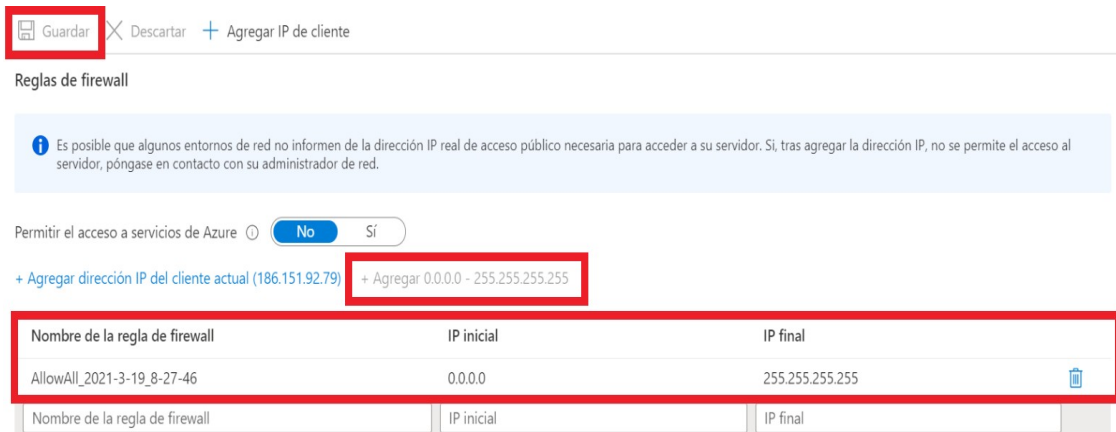 Guardar Descartar + Agregar IP de cliente
Reglas de firewall
Es posible que algunos entornos de red no informen de la dirección IP real de acceso público necesaria para acceder a su servidor. Si, tras agregar la dirección IP, no se permite el acceso al
servidor, póngase en contacto con su administrador de red.
Permitir el acceso a servicios de Azure No Sí
+ Agregar dirección IP del cliente actual (186.151.92.79) + Agregar 0.0.0.0 - 255.255.255.255
Nombre de la regla de firewall IP inicial IP final
AllowAll_2021-3-19_8-27-46 0.0.0.0 255.255.255.255
Nombre de la regla de firewall IP inicial IP final